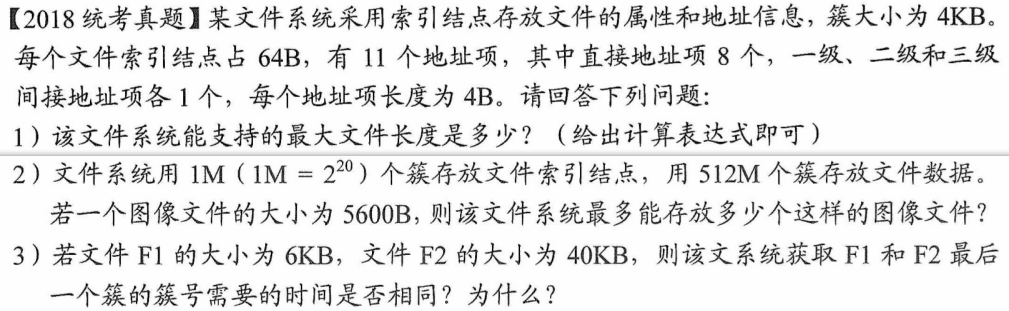 【2018 统考真题】某文件系统采用索引结点存放文件的属性和地址信息，簇大小为 4KB。
每个文件索引结点占 64B，有 11 个地址项，其中直接地址项 8 个，一级、二级和三级
间接地址项各 1 个，每个地址项长度为 4B。请回答下列问题：
1）该文件系统能支持的最大文件长度是多少？（给出计算表达式即可）
2）文件系统用 1M（1M = 2²⁰）个簇存放文件索引结点，用 512M 个簇存放文件数据。
若一个图像文件的大小为 5600B，则该文件系统最多能存放多少个这样的图像文件？
3）若文件 F1 的大小为 6KB，文件 F2 的大小为 40KB，则该文系统获取 F1 和 F2 最后
一个簇的簇号需要的时间是否相同？为什么？